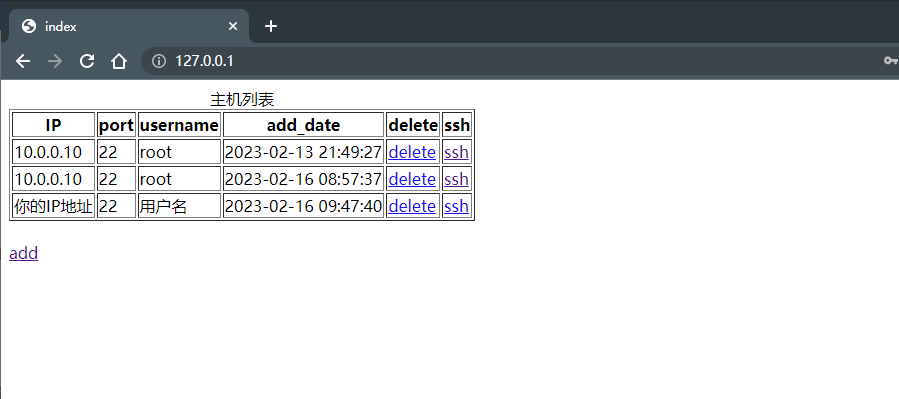 index
127.0.0.1
主机列表
IP port username add_date delete ssh
10.0.0.10 22 root 2023-02-13 21:49:27 delete ssh
10.0.0.10 22 root 2023-02-16 08:57:37 delete ssh
你的IP地址 22 用户名 2023-02-16 09:47:40 delete ssh
add